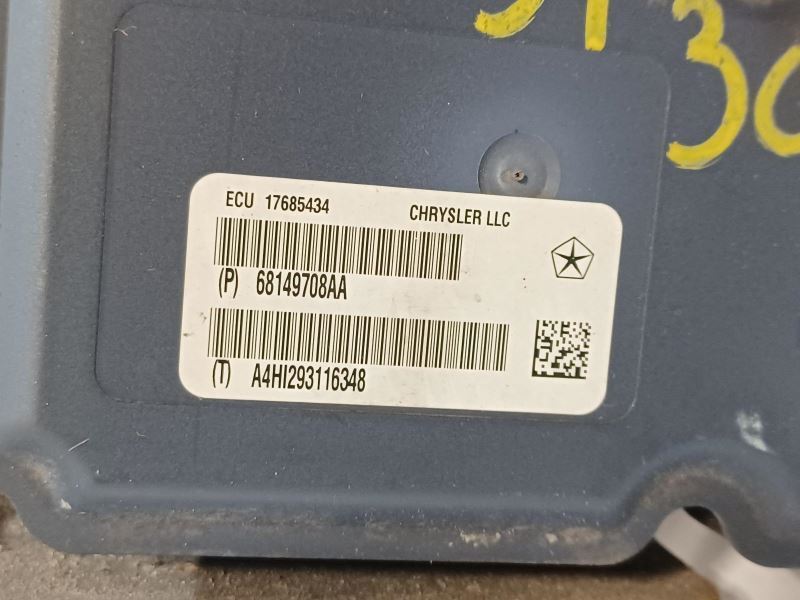 ECU 17685434 CHRYSLER LLC
(P) 68149708AA
(T) A4HI293116348